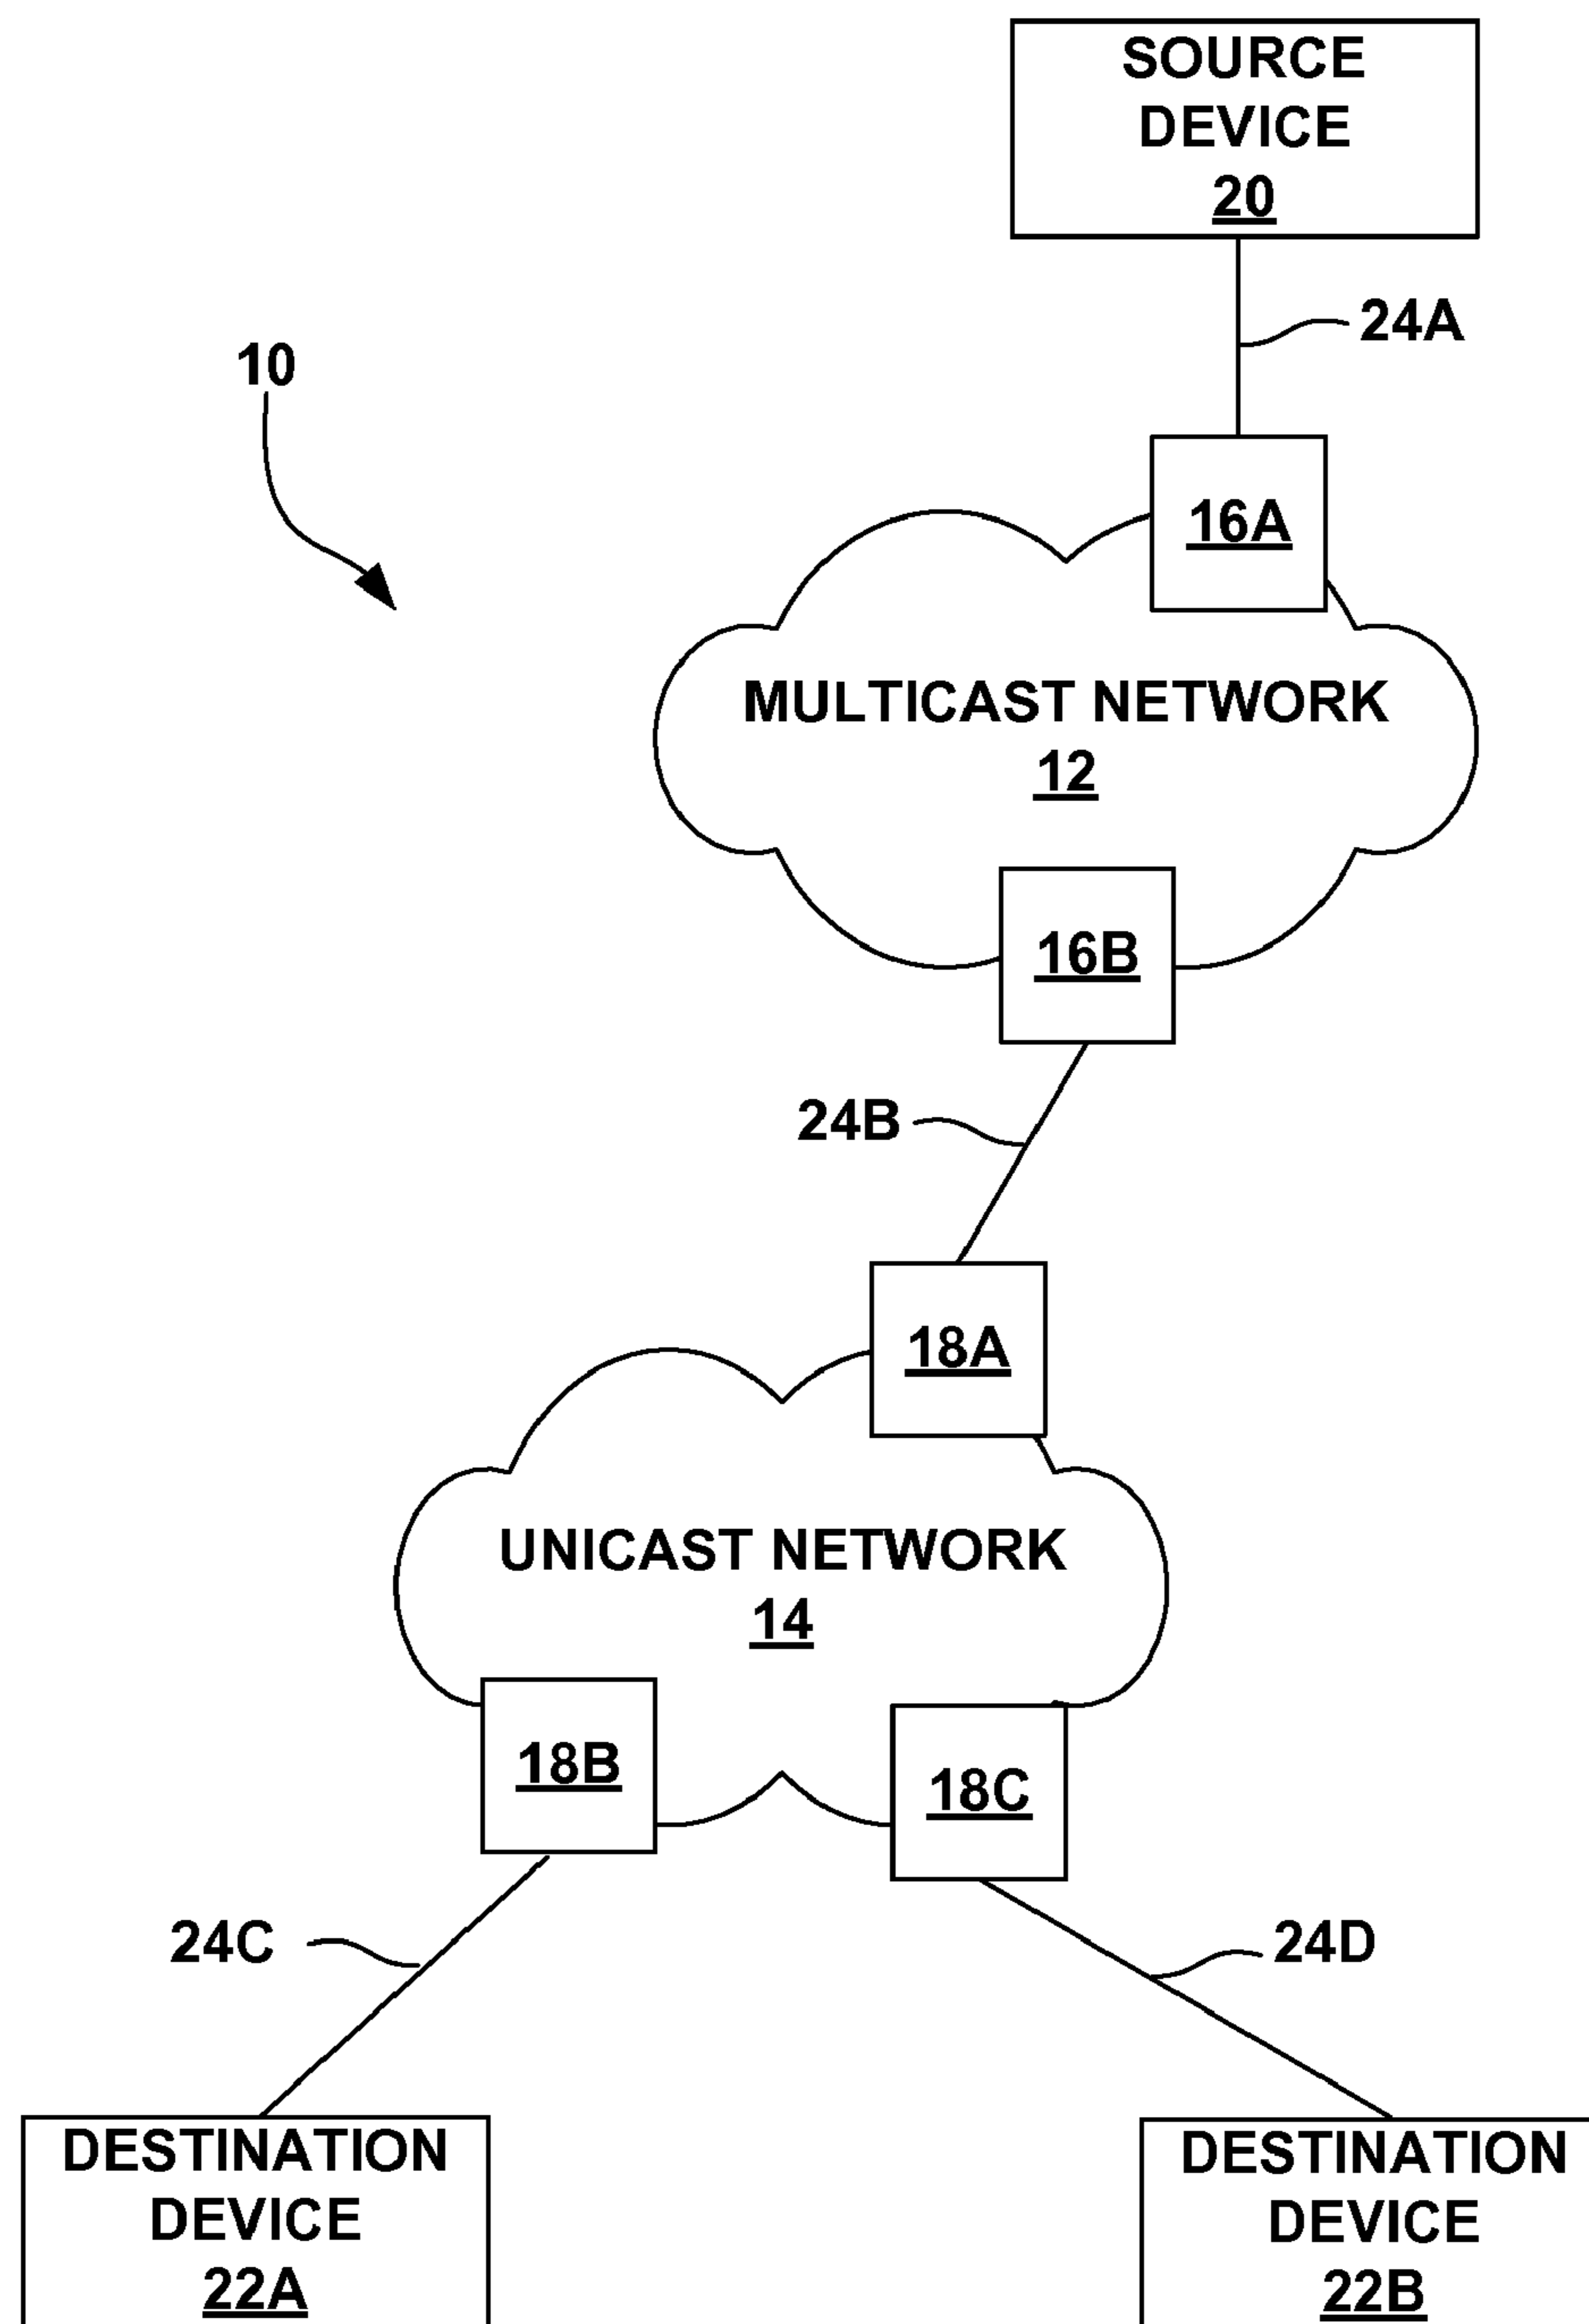 SOURCE
DEVICE
20
24A
10
16A
MULTICAST NETWORK
12
16B
24B
18A
UNICAST NETWORK
14
18B
18C
24C
24D
DESTINATION
DEVICE
22A
DESTINATION
DEVICE
22B